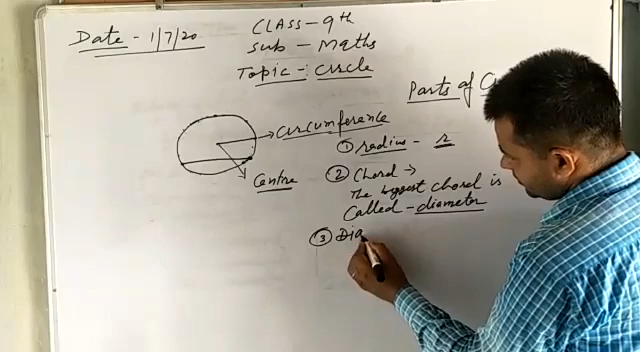 Date - 1/7/20
CLASS - 9th
Sub - Maths
Topic -: Circle
Parts of C
Circumference
Centre
① radius - r
② Chord →
The biggest chord is
Called - diameter
③ Dia